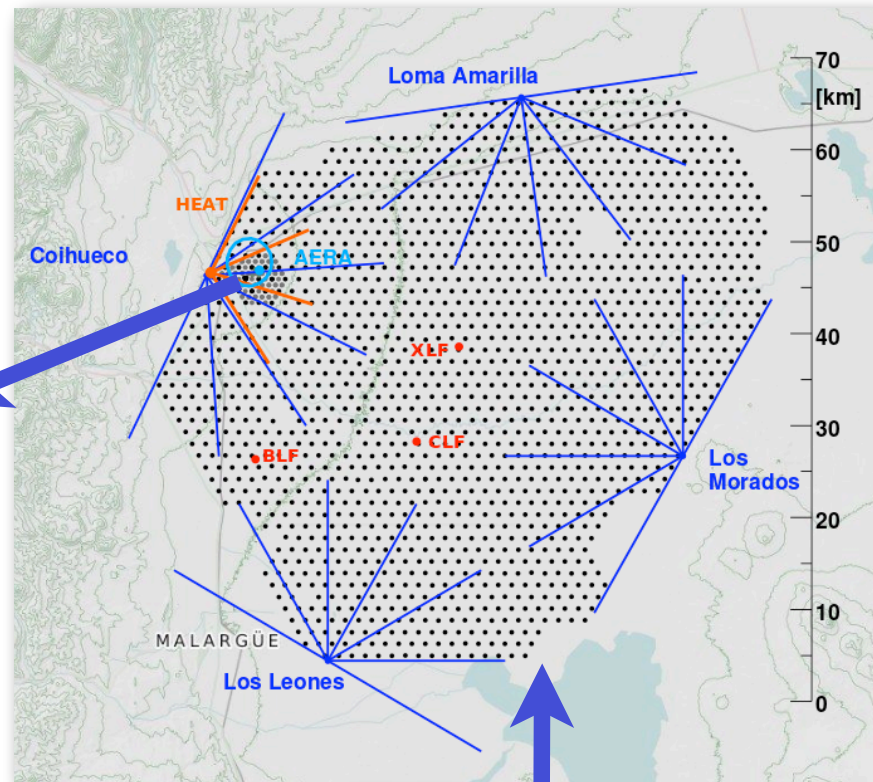 70
Loma Amarilla
[km]
60
HEAT
50
Coihueco
AERA
40
XLF
30
CLF
BLF
Los
Morados
20
10
MALARGÜE
Los Leones
0